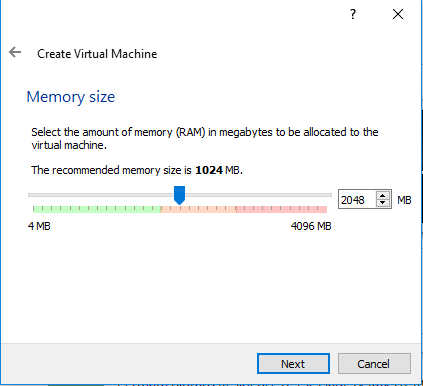 ?
Create Virtual Machine
Memory size
Select the amount of memory (RAM) in megabytes to be allocated to the
virtual machine.
The recommended memory size is 1024 MB.
2048 MB
4 MB 4096 MB
Next Cancel